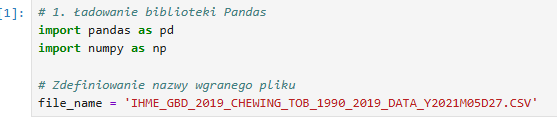 [1]: # 1. Ładowanie biblioteki Pandas
import pandas as pd
import numpy as np
# Zdefiniowanie nazwy wgranego pliku
file_name = 'IHME_GBD_2019_CHEWING_TOB_1990_2019_DATA_Y2021M05D27.CSV'